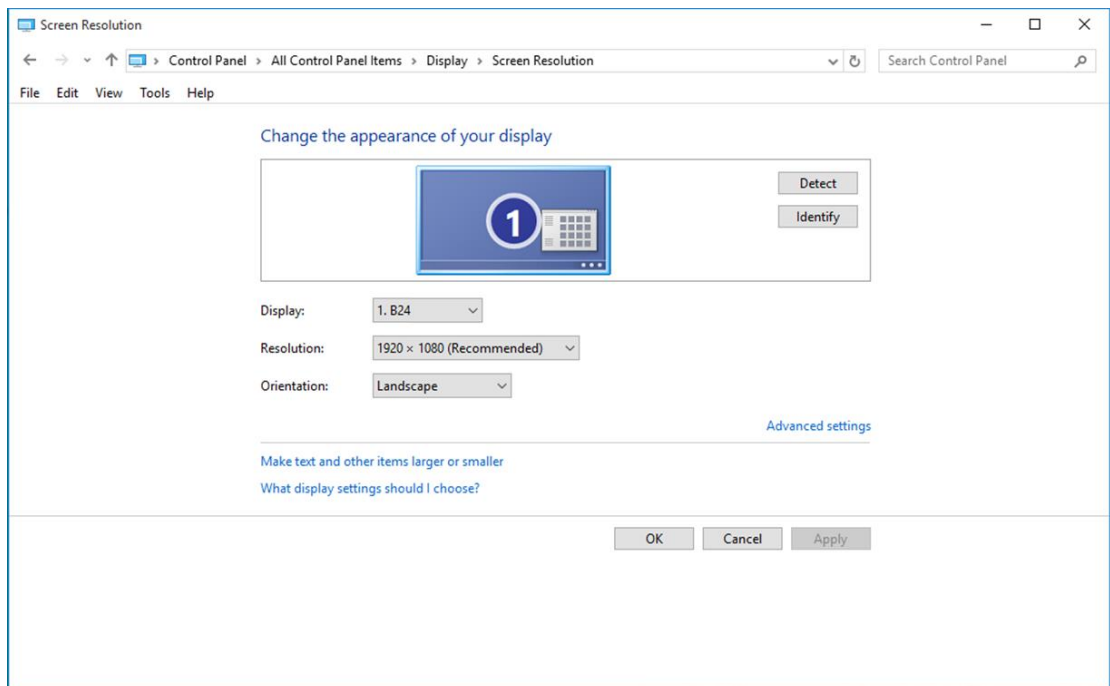 Screen Resolution
Control Panel > All Control Panel Items > Display > Screen Resolution
Search Control Panel
File Edit View Tools Help
Change the appearance of your display
1
Detect
Identify
Display: 1. B24
Resolution: 1920 × 1080 (Recommended)
Orientation: Landscape
Advanced settings
Make text and other items larger or smaller
What display settings should I choose?
OK Cancel Apply